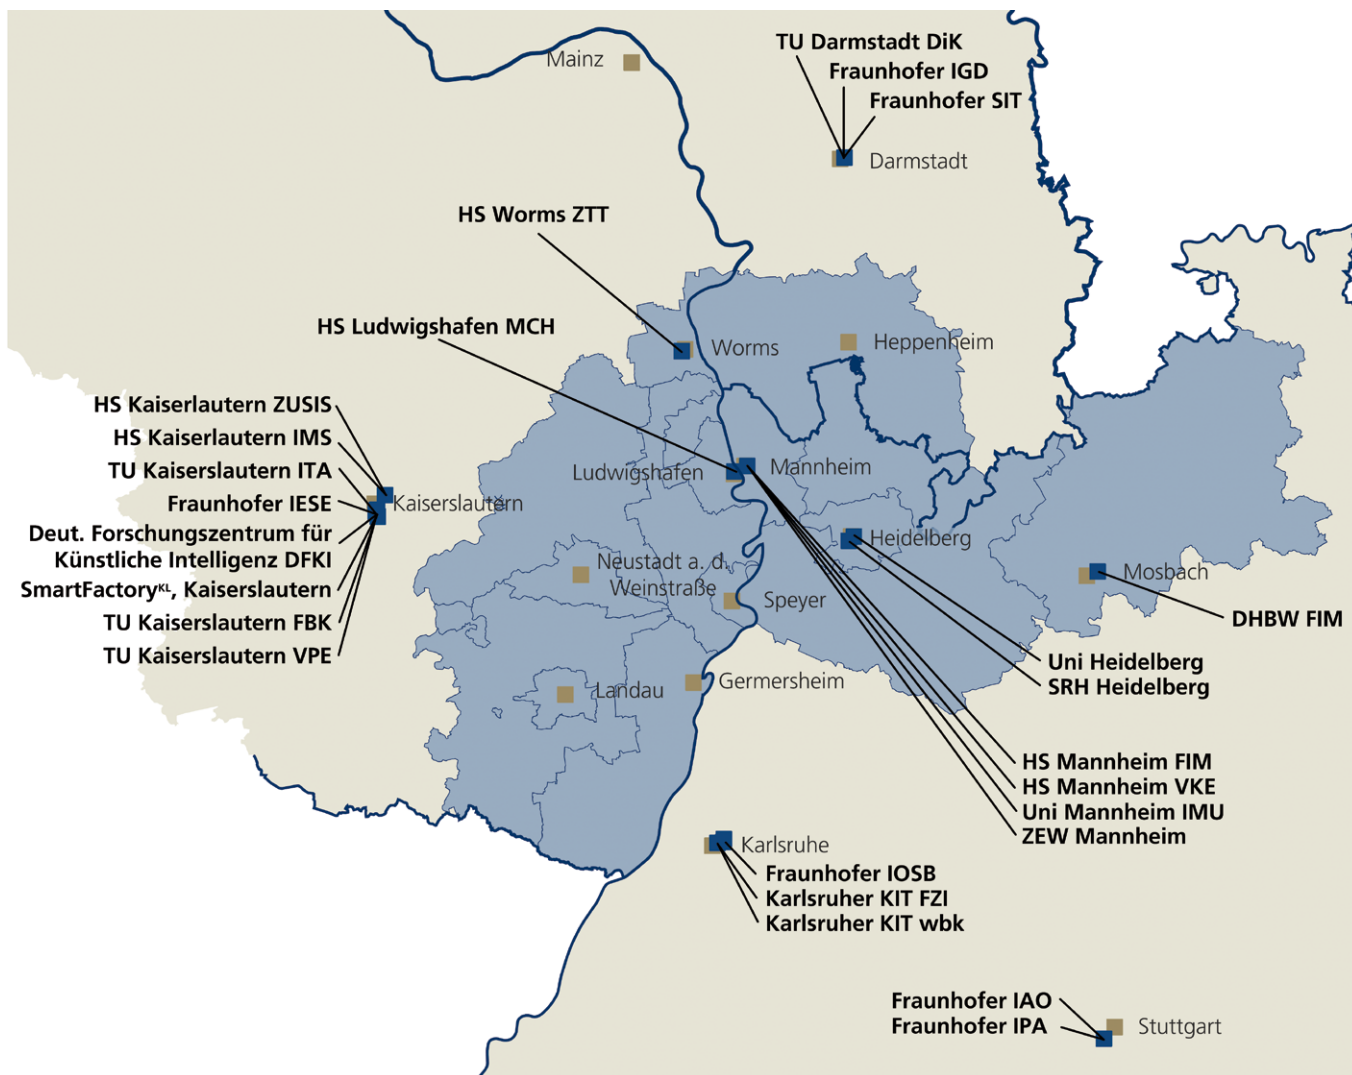 TU Darmstadt DiK
Mainz
Fraunhofer IGD
Fraunhofer SIT
Darmstadt
HS Worms ZTT
HS Ludwigshafen MCH
Worms
Heppenheim
HS Kaiserlautern ZUSIS
HS Kaiserlautern IMS
TU Kaiserslautern ITA
Fraunhofer IESE
Deut. Forschungszentrum für
Künstliche Intelligenz DFKI
SmartFactoryKL, Kaiserslautern
TU Kaiserslautern FBK
TU Kaiserslautern VPE
Kaiserslautern
Ludwigshafen
Mannheim
Heidelberg
Neustadt a. d.
Weinstraße
Speyer
Mosbach
DHBW FIM
Uni Heidelberg
SRH Heidelberg
Landau
Germersheim
HS Mannheim FIM
HS Mannheim VKE
Uni Mannheim IMU
ZEW Mannheim
Karlsruhe
Fraunhofer IOSB
Karlsruher KIT FZI
Karlsruher KIT wbk
Fraunhofer IAO
Fraunhofer IPA
Stuttgart